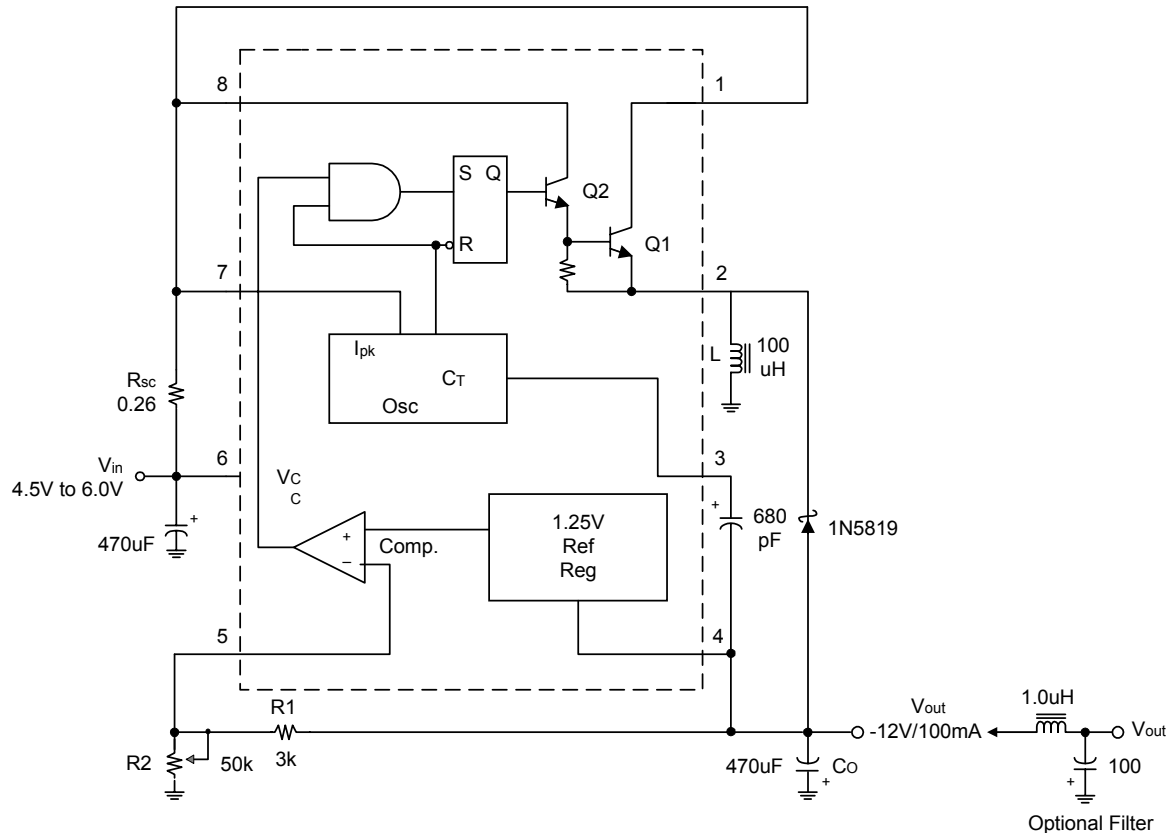 8
1
S Q
Q2
R
Q1
7
2
Ipk
CT
Osc
L
100
uH
Rsc
0.26
Vin
4.5V to 6.0V
6
3
VC
C
470uF
+
+
−
Comp.
1.25V
Ref
Reg
+
680
pF
1N5819
5
4
R1
3k
R2
50k
Vout
-12V/100mA
1.0uH
Vout
470uF
CO
+
100
+
Optional Filter